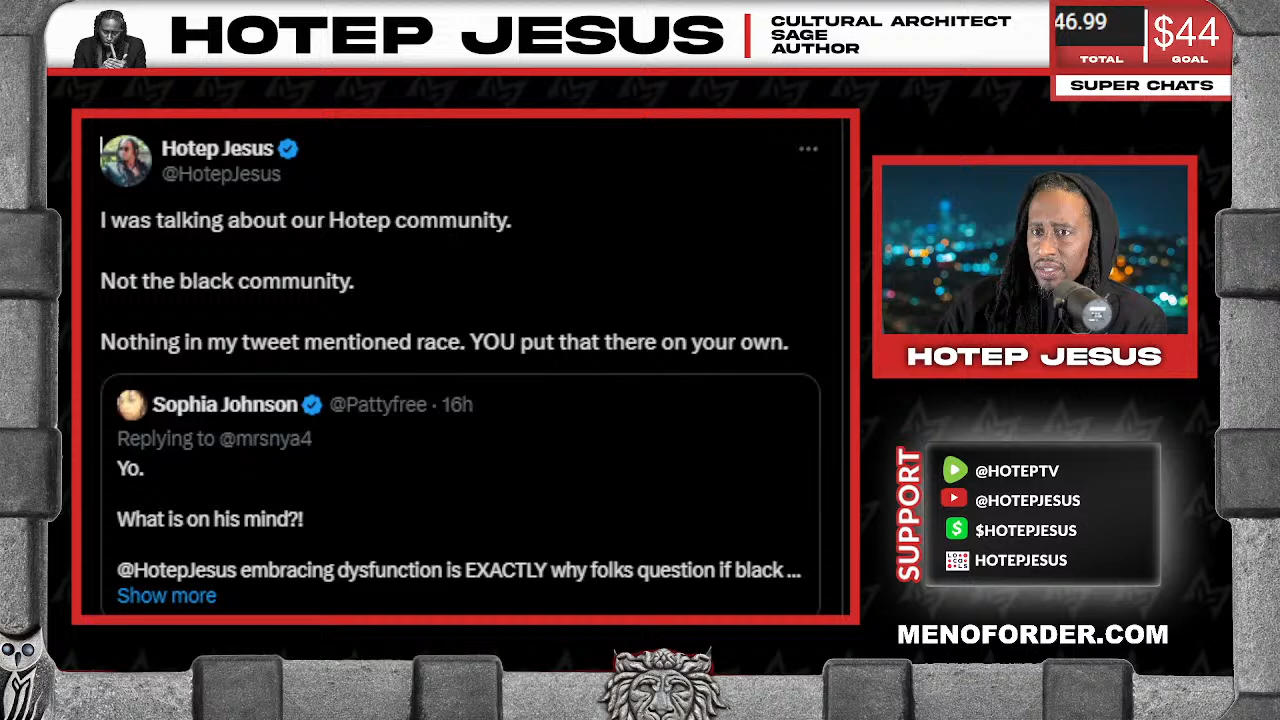 HOTEP JESUS
CULTURAL ARCHITECT
SAGE
AUTHOR
46.99
TOTAL
$44
GOAL
SUPER CHATS
Hotep Jesus
@HotepJesus
I was talking about our Hotep community.
Not the black community.
Nothing in my tweet mentioned race. YOU put that there on your own.
Sophia Johnson @Pattyfree · 16h
Replying to @mrsnya4
Yo.
What is on his mind?!
@HotepJesus embracing dysfunction is EXACTLY why folks question if black ...
Show more
HOTEP JESUS
SUPPORT
@HOTEPTV
@HOTEPJESUS
$HOTEPJESUS
LOCALS HOTEPJESUS
MENOFORDER.COM